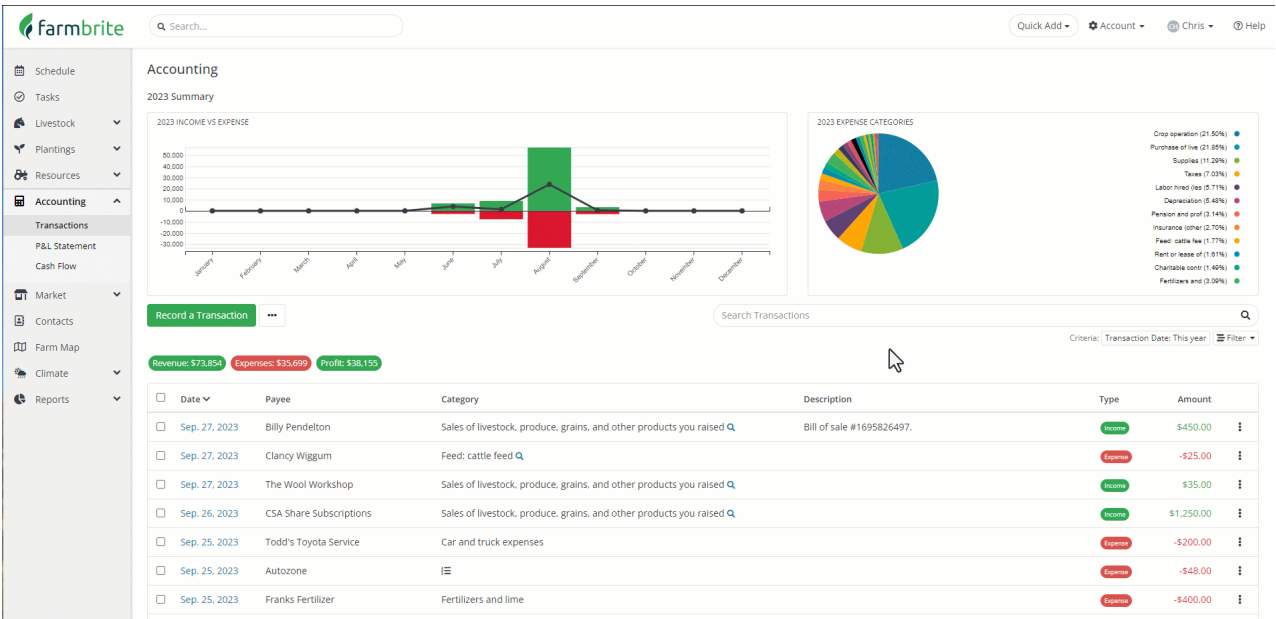 farmbrite
Search...
Quick Add
Account
CH
Chris
Help
Schedule
Tasks
Livestock
Plantings
Resources
Accounting
Transactions
P&L Statement
Cash Flow
Market
Contacts
Farm Map
Climate
Reports
Accounting
2023 Summary
2023 INCOME VS EXPENSE
60,000
40,000
30,000
20,000
10,000
0
-10,000
-20,000
-30,000
January
February
March
April
May
June
July
August
September
October
November
December
2023 EXPENSE CATEGORIES
Crop operation (21.50%)
Purchase of live (21.85%)
Supplies (11.29%)
Taxes (7.03%)
Labor hired (les (5.71%)
Depreciation (5.48%)
Pension and prof (3.14%)
Insurance (other (2.70%)
Feed: cattle fee (1.77%)
Rent or lease of (1.61%)
Charitable contr (1.49%)
Fertilizers and (3.09%)
Record a Transaction
Search Transactions
Criteria: Transaction Date: This year Filter
Revenue: $73,854 Expenses: $35,699 Profit: $38,155
Date Payee Category Description Type Amount
Sep. 27, 2023 Billy Pendelton Sales of livestock, produce, grains, and other products you raised Bill of sale #1695826497. Income $450.00
Sep. 27, 2023 Clancy Wiggum Feed: cattle feed Expense -$25.00
Sep. 27, 2023 The Wool Workshop Sales of livestock, produce, grains, and other products you raised Income $35.00
Sep. 26, 2023 CSA Share Subscriptions Sales of livestock, produce, grains, and other products you raised Income $1,250.00
Sep. 25, 2023 Todd's Toyota Service Car and truck expenses Expense -$200.00
Sep. 25, 2023 Autozone Expense -$48.00
Sep. 25, 2023 Franks Fertilizer Fertilizers and lime Expense -$400.00